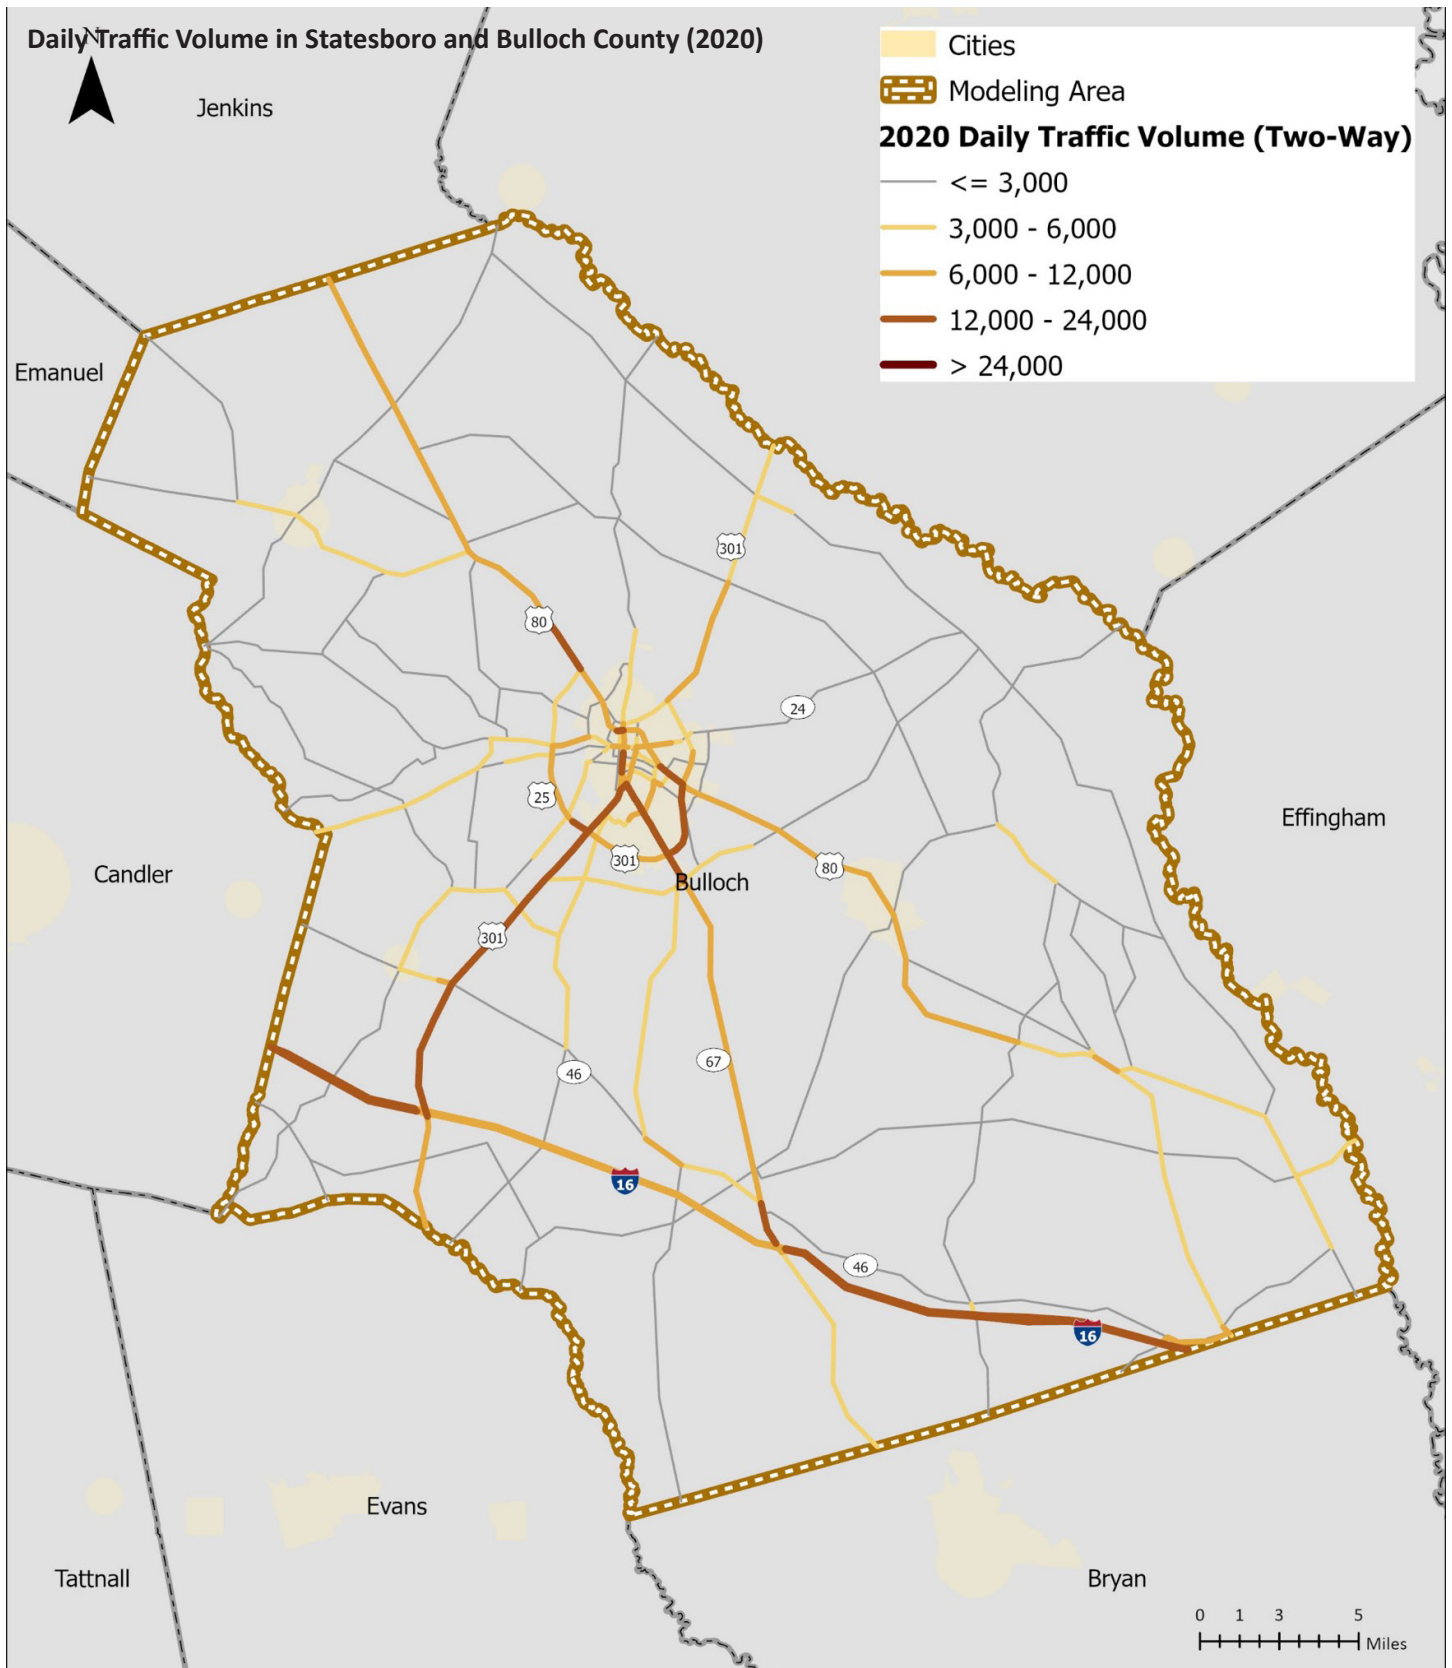 Daily Traffic Volume in Statesboro and Bulloch County (2020)
N
Cities
Modeling Area
2020 Daily Traffic Volume (Two-Way)
<= 3,000
3,000 - 6,000
6,000 - 12,000
12,000 - 24,000
> 24,000
Jenkins
Emanuel
301
80
24
25
Effingham
301
80
Candler
Bulloch
301
67
46
16
46
16
Evans
Tattnall
Bryan
0 1 3 5
Miles